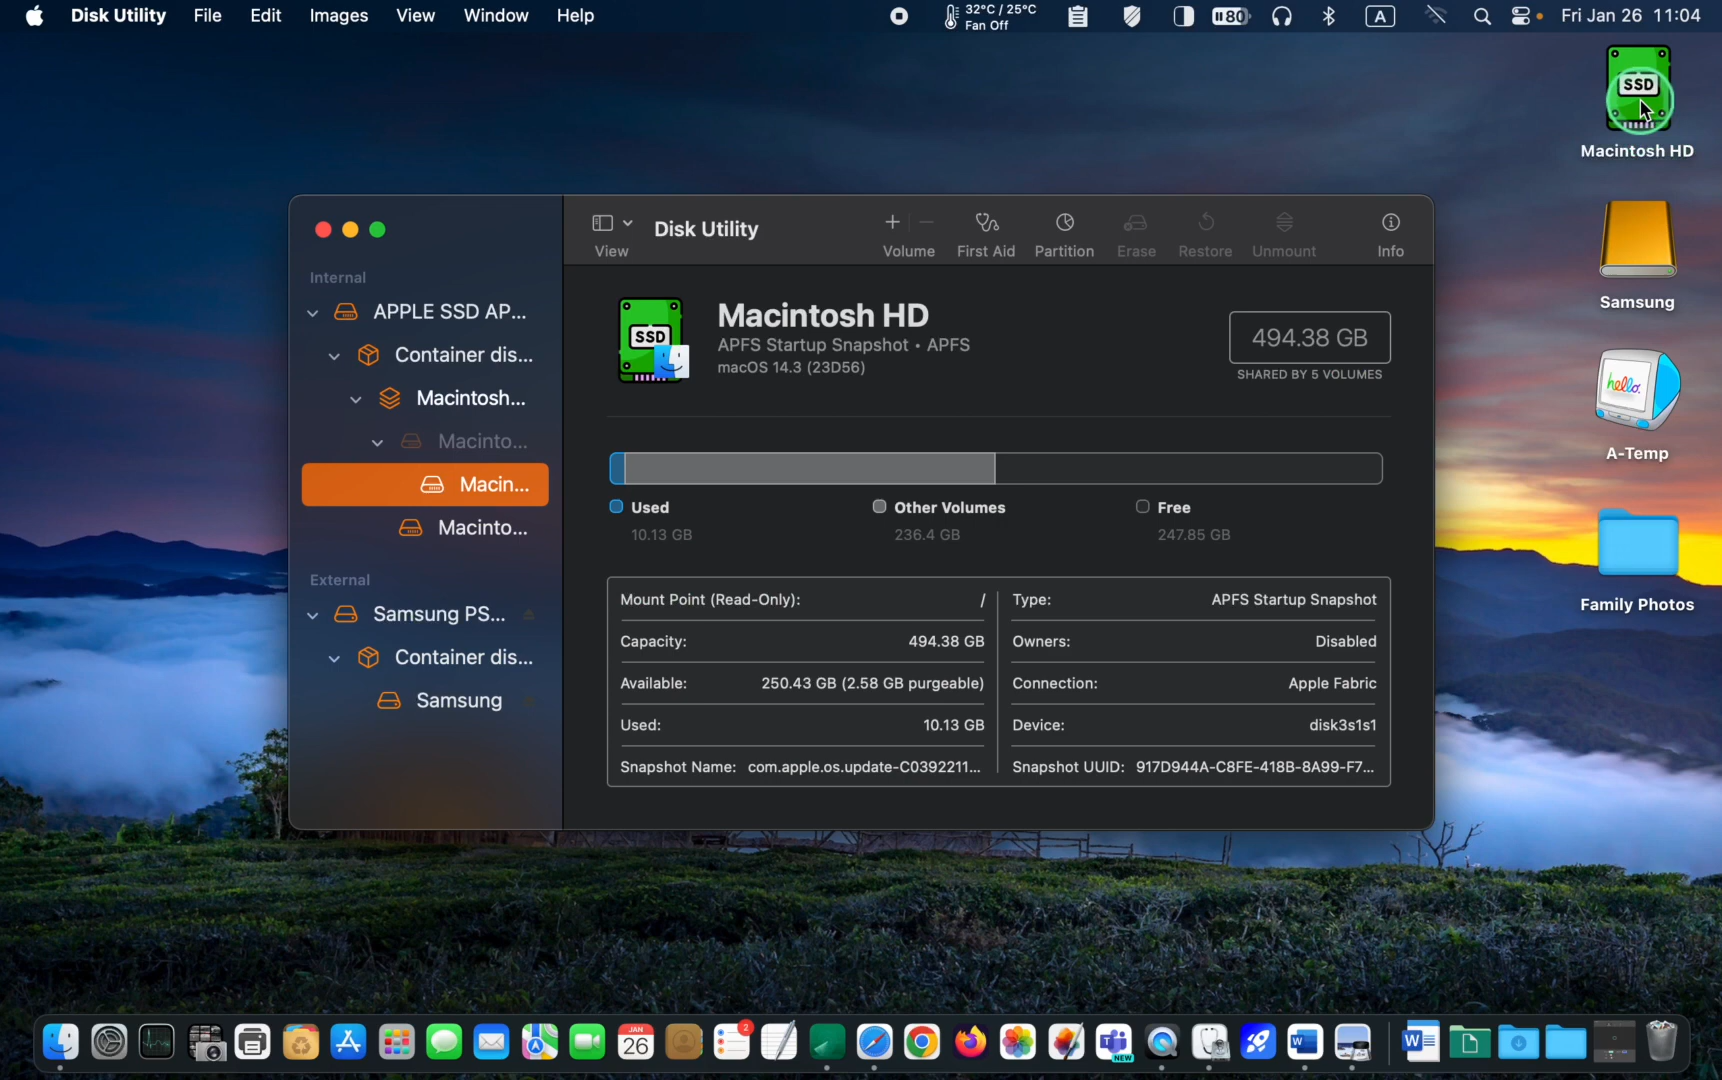 Disk Utility File Edit Images View Window Help
32°C / 25°C
Fan Off
80 A Fri Jan 26 11:04
SSD
Macintosh HD
Samsung
hello.
A-Temp
Family Photos
Disk Utility
View
Volume First Aid Partition Erase Restore Unmount Info
Internal
APPLE SSD AP...
Container dis...
Macintosh...
Macinto...
Macin...
Macinto...
External
Samsung PS...
Container dis...
Samsung
SSD
Macintosh HD
APFS Startup Snapshot • APFS
macOS 14.3 (23D56)
494.38 GB
SHARED BY 5 VOLUMES
Used Other Volumes Free
10.13 GB 236.4 GB 247.85 GB
Mount Point (Read-Only): / Type: APFS Startup Snapshot
Capacity: 494.38 GB Owners: Disabled
Available: 250.43 GB (2.58 GB purgeable) Connection: Apple Fabric
Used: 10.13 GB Device: disk3s1s1
Snapshot Name: com.apple.os.update-C0392211... Snapshot UUID: 917D944A-C8FE-418B-8A99-F7...
JAN
26
2
T
NEW
W
W